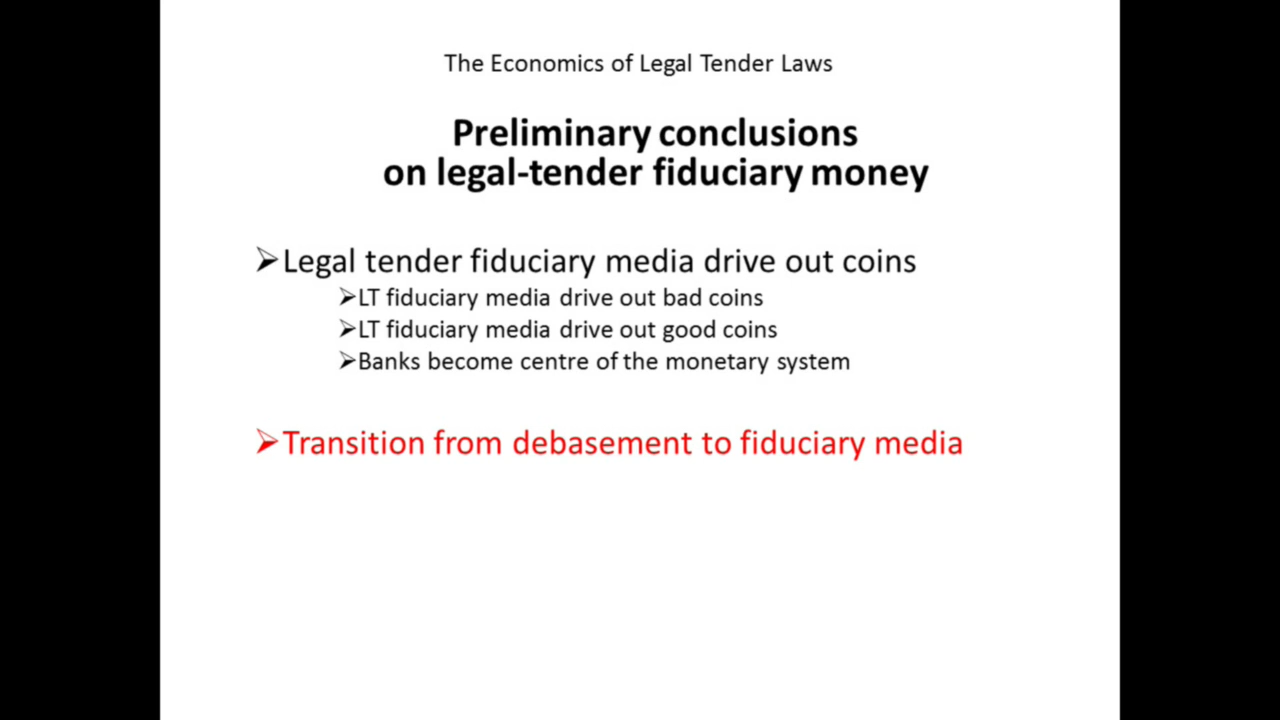 The Economics of Legal Tender Laws
Preliminary conclusions
on legal-tender fiduciary money
➢Legal tender fiduciary media drive out coins
➢LT fiduciary media drive out bad coins
➢LT fiduciary media drive out good coins
➢Banks become centre of the monetary system
➢Transition from debasement to fiduciary media